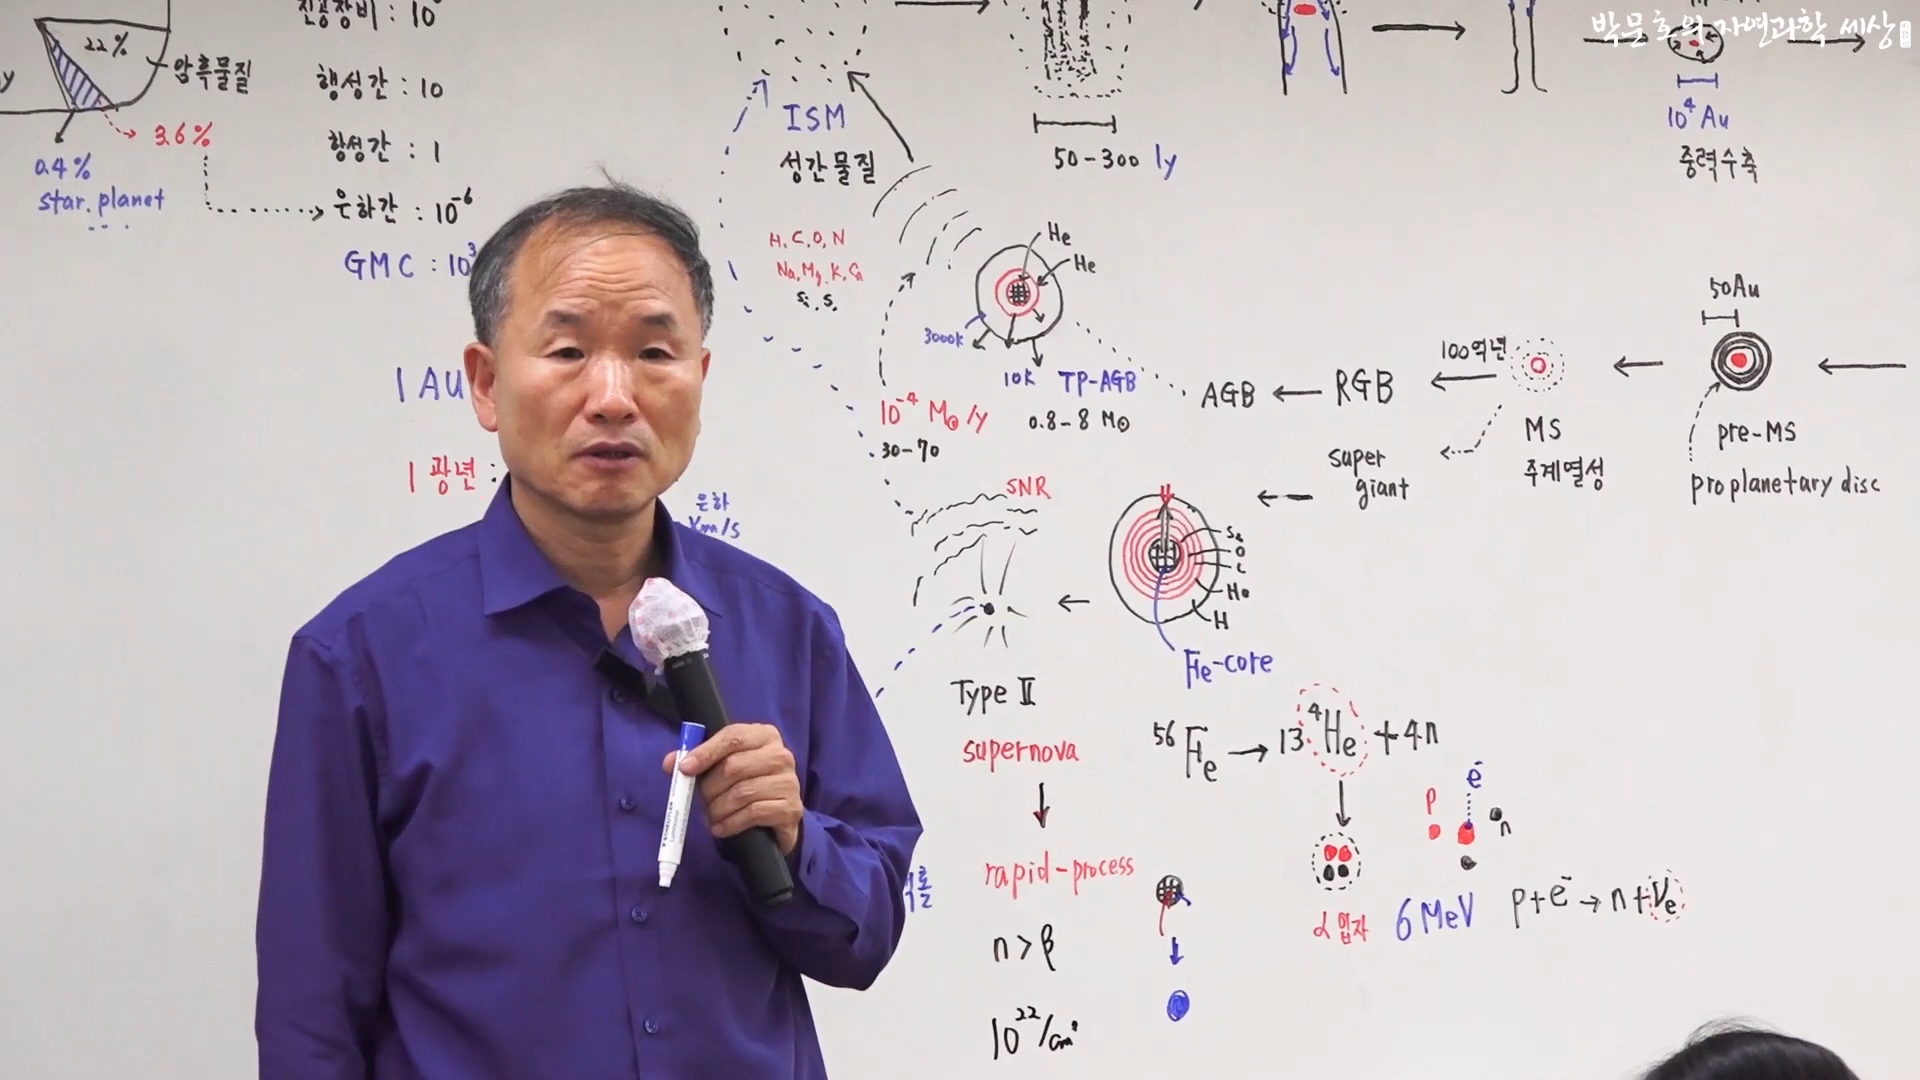 박문호의 자연과학 세상
진공장비 : 10
22%
암흑물질
행성간 : 10
3.6%
항성간 : 1
0.4%
star. planet
은하간 : 10⁻⁶
GMC : 10³
1 AU
1 광년 :
은하
Km/s
ISM
성간물질
50-300 ly
10⁴ Au
중력수축
H, C, O, N
Na, Mg, K, Ca
Si, S,
He
He
3000k
10k
TP-AGB
0.8-8 M⊙
10⁻⁴ M⊙/y
30-70
AGB ← RGB
100억년
MS
주계열성
50Au
pre-MS
proplanetary disc
super
giant
SNR
O
C
He
H
Fe-core
Type II
supernova
rapid-process
n > β
⁵⁶Fe → 13 ⁴He + 4n
α 입자
6 MeV
p
e⁻
n
p + e⁻ → n + νe